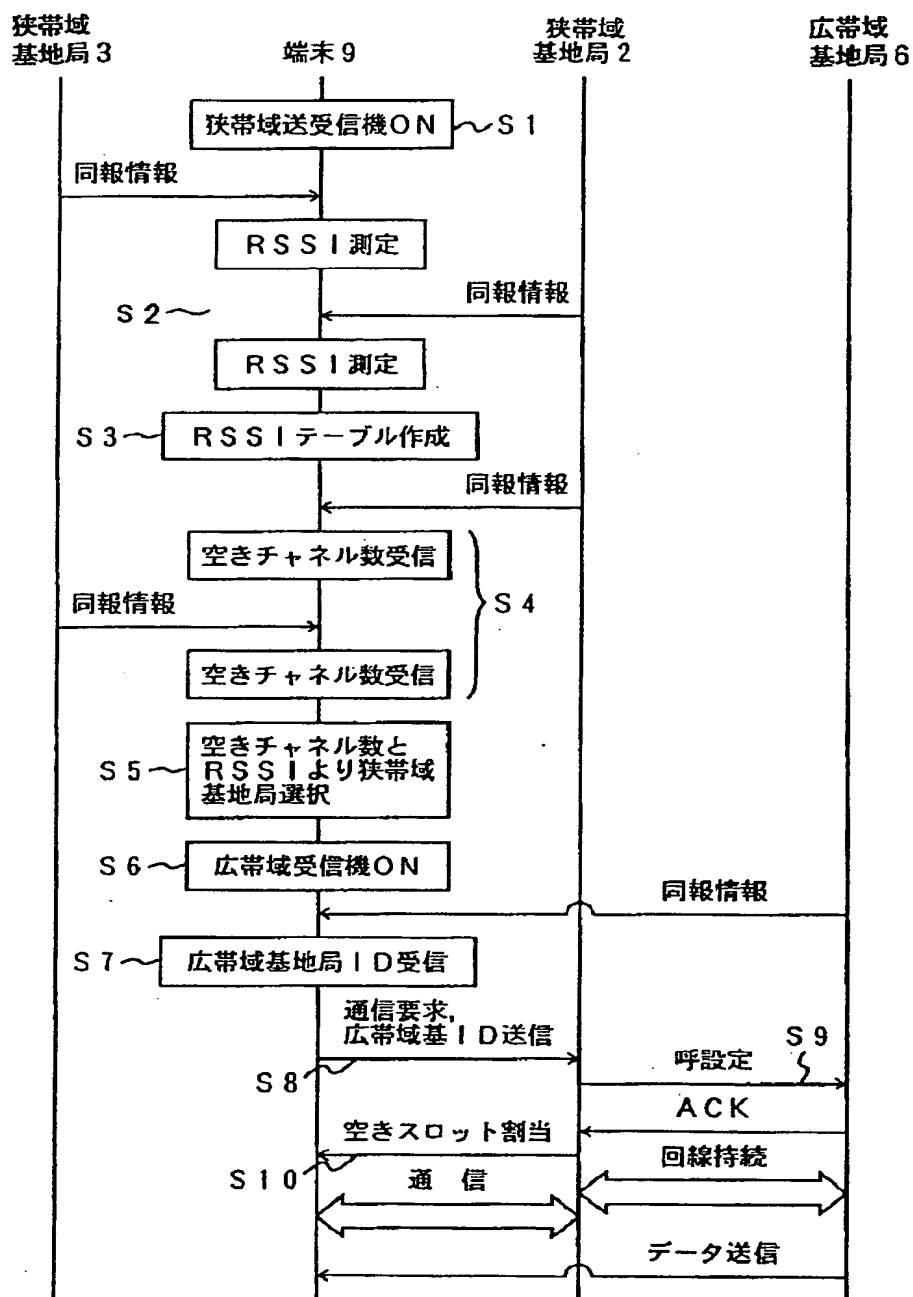 狭帯域
基地局3
端末9
狭帯域
基地局2
広帯域
基地局6
狭帯域送受信機ON
S1
同報情報
RSSI測定
同報情報
S2
RSSI測定
S3
RSSIテーブル作成
同報情報
空きチャネル数受信
同報情報
S4
空きチャネル数受信
空きチャネル数と
RSSIより狭帯域
基地局選択
S5
S6
広帯域受信機ON
同報情報
S7
広帯域基地局ID受信
通信要求,
広帯域基ID送信
S8
S9
呼設定
ACK
空きスロット割当
S10
回線持続
通 信
データ送信